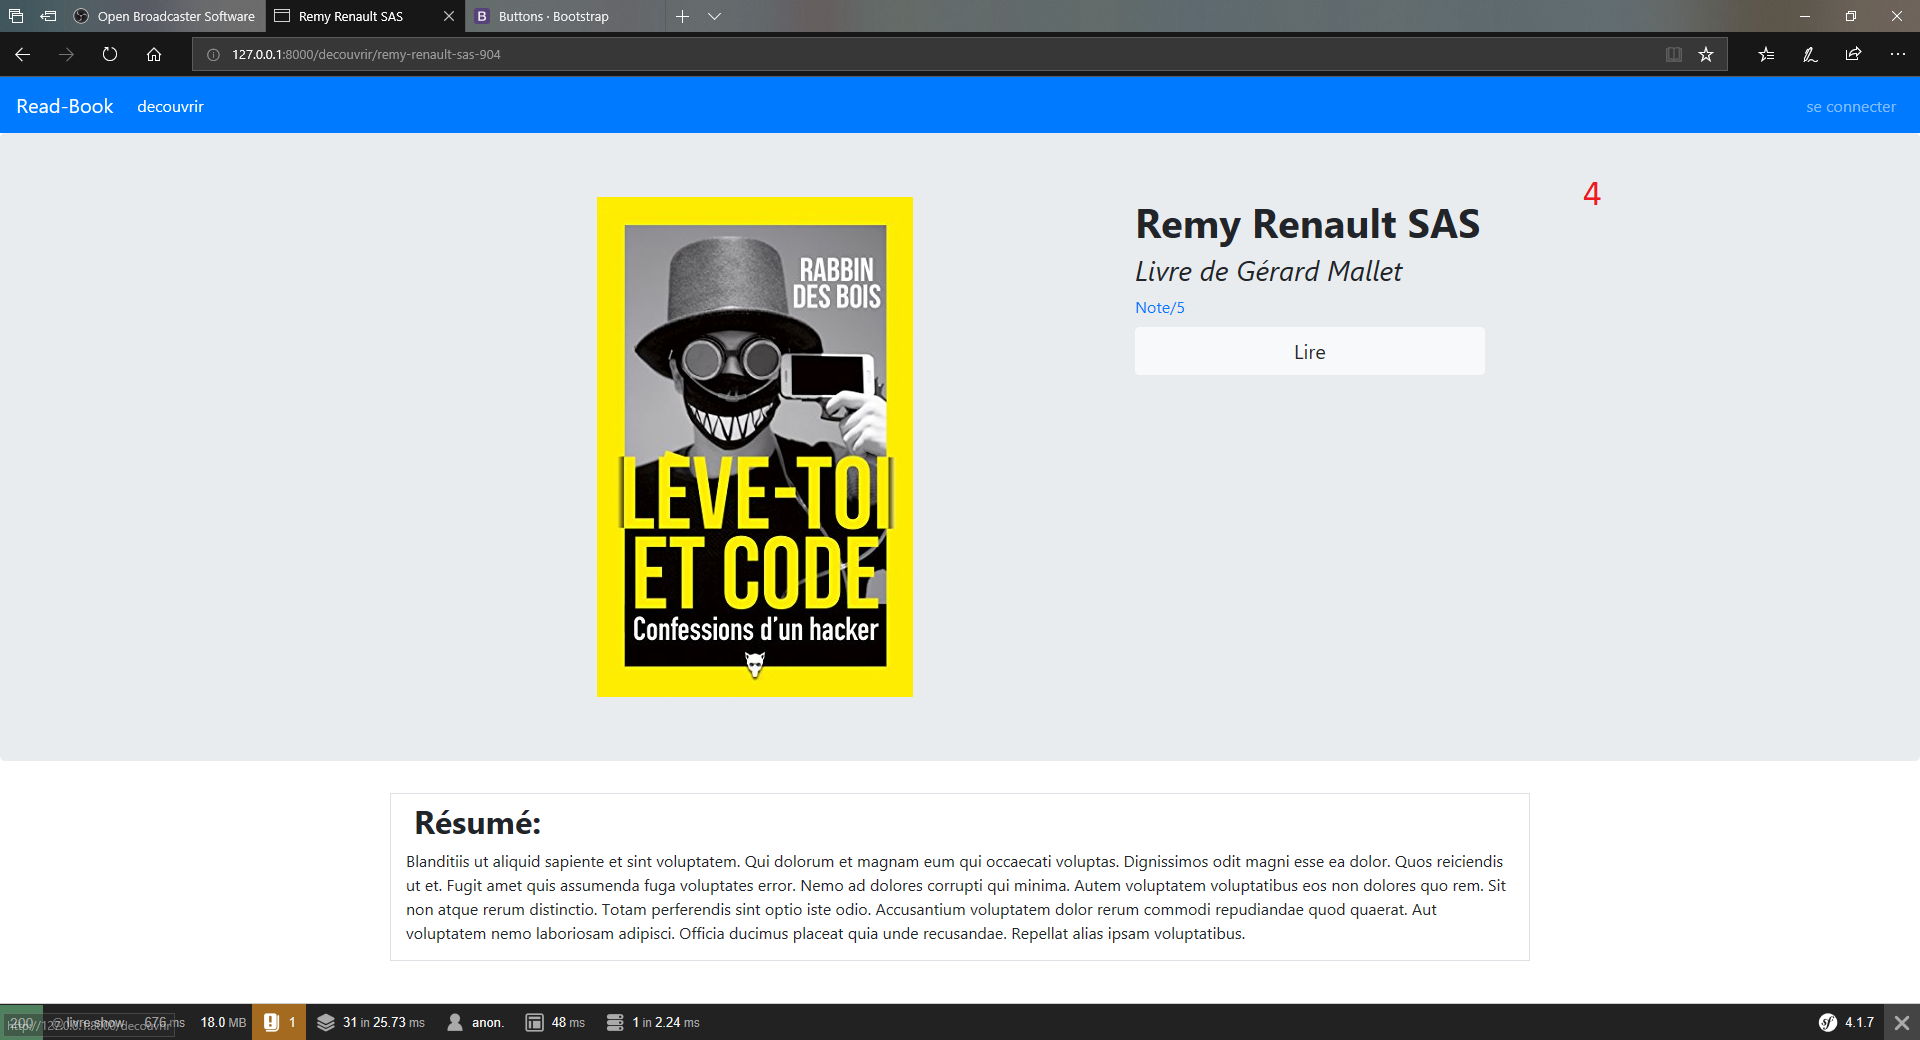 Open Broadcaster Software
Remy Renault SAS
B Buttons · Bootstrap
127.0.0.1:8000/decouvrir/remy-renault-sas-904
Read-Book decouvrir se connecter
4
Remy Renault SAS
Livre de Gérard Mallet
Note/5
Lire
RABBIN
DES BOIS
LÈVE-TOI
ET CODE
Confessions d'un hacker
Résumé:
Blanditiis ut aliquid sapiente et sint voluptatem. Qui dolorum et magnam eum qui occaecati voluptas. Dignissimos odit magni esse ea dolor. Quos reiciendis
ut et. Fugit amet quis assumenda fuga voluptates error. Nemo ad dolores corrupti qui minima. Autem voluptatem voluptatibus eos non dolores quo rem. Sit
non atque rerum distinctio. Totam perferendis sint optio iste odio. Accusantium voluptatem dolor rerum commodi repudiandae quod quaerat. Aut
voluptatem nemo laboriosam adipisci. Officia ducimus placeat quia unde recusandae. Repellat alias ipsam voluptatibus.
200 @ livre.show 676 ms 18.0 MB 1 31 in 25.73 ms anon. 48 ms 1 in 2.24 ms sf 4.1.7
http://127.0.0.1:8000/decouvrir